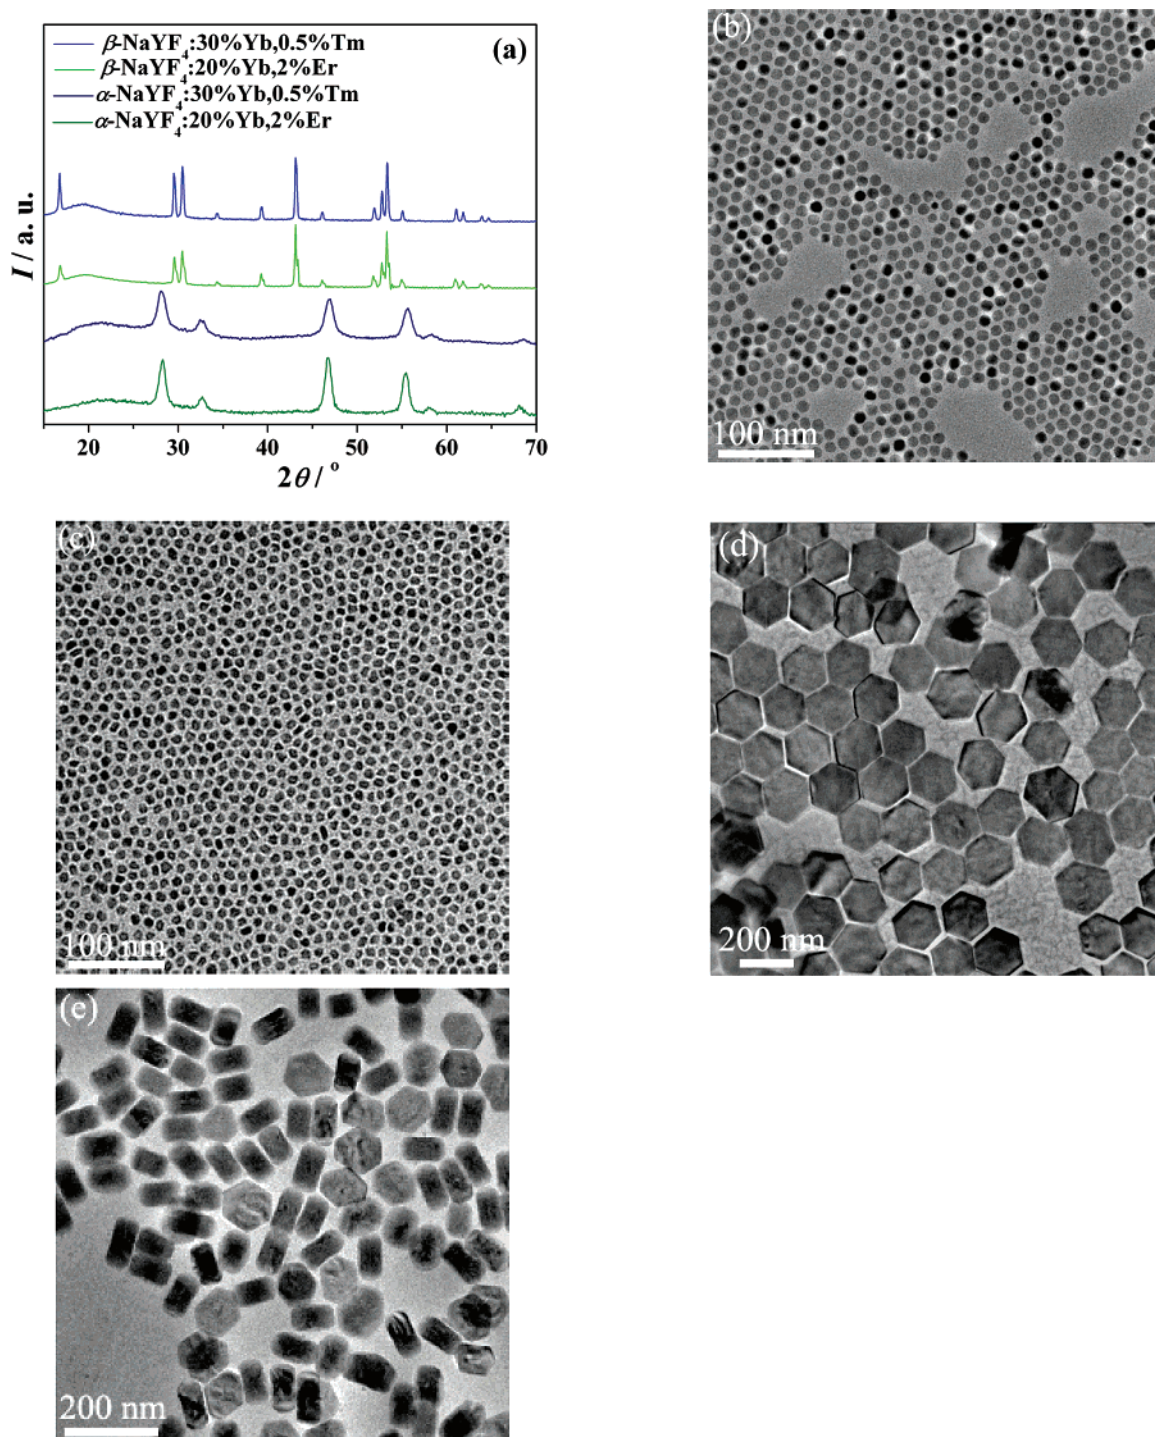 β-NaYF4:30%Yb,0.5%Tm
(a)
β-NaYF4:20%Yb,2%Er
α-NaYF4:30%Yb,0.5%Tm
α-NaYF4:20%Yb,2%Er
I / a. u.
20 30 40 50 60 70
2θ / °
(b)
100 nm
(c)
100 nm
(d)
200 nm
(e)
200 nm